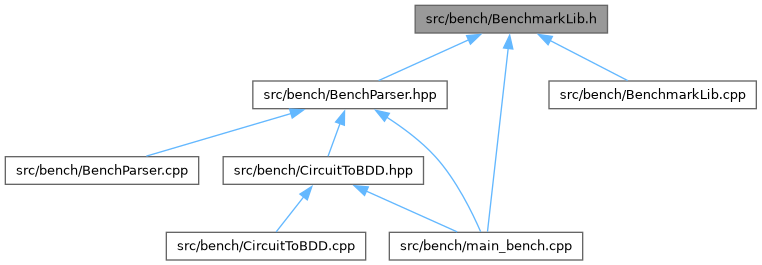 src/bench/BenchmarkLib.h
src/bench/BenchParser.hpp
src/bench/BenchmarkLib.cpp
src/bench/BenchParser.cpp
src/bench/CircuitToBDD.hpp
src/bench/CircuitToBDD.cpp
src/bench/main_bench.cpp